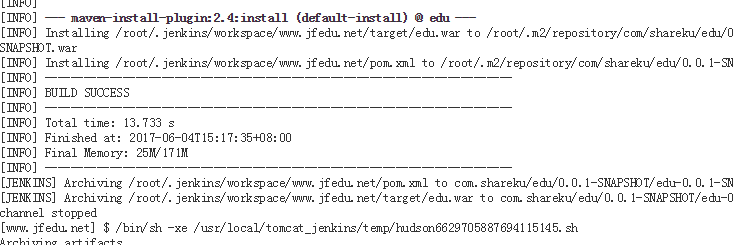 [INFO]
[INFO] --- maven-install-plugin:2.4:install (default-install) @ edu ---
[INFO] Installing /root/.jenkins/workspace/www.jfedu.net/target/edu.war to /root/.m2/repository/com/shareku/edu/0
SNAPSHOT.war
[INFO] Installing /root/.jenkins/workspace/www.jfedu.net/pom.xml to /root/.m2/repository/com/shareku/edu/0.0.1-SN
[INFO] ------------------------------------------------------------------------
[INFO] BUILD SUCCESS
[INFO] ------------------------------------------------------------------------
[INFO] Total time: 13.733 s
[INFO] Finished at: 2017-06-04T15:17:35+08:00
[INFO] Final Memory: 25M/171M
[INFO] ------------------------------------------------------------------------
[JENKINS] Archiving /root/.jenkins/workspace/www.jfedu.net/pom.xml to com.shareku/edu/0.0.1-SNAPSHOT/edu-0.0.1-SN
[JENKINS] Archiving /root/.jenkins/workspace/www.jfedu.net/target/edu.war to com.shareku/edu/0.0.1-SNAPSHOT/edu-0
channel stopped
[www.jfedu.net] $ /bin/sh -xe /usr/local/tomcat_jenkins/temp/hudson6629705887694115145.sh
Archiving artifacts